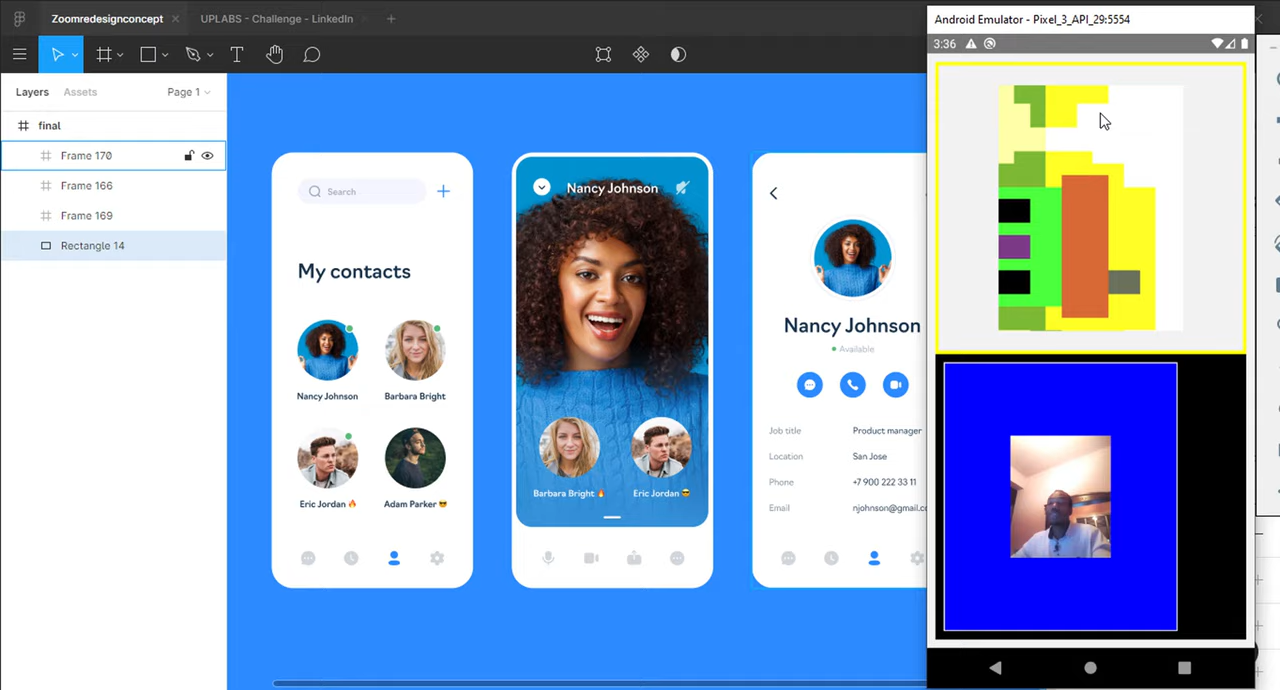 Zoomredesignconcept
UPLABS - Challenge - LinkedIn
Android Emulator - Pixel_3_API_29:5554
3:36
Layers
Assets
Page 1
final
Frame 170
Frame 166
Frame 169
Rectangle 14
Search
My contacts
Nancy Johnson
Barbara Bright
Eric Jordan 🔥
Adam Parker 😎
Nancy Johnson
Barbara Bright 🔥
Eric Jordan 😎
Nancy Johnson
Available
Job title Product manager
Location San Jose
Phone +7 900 222 33 11
Email njohnson@gmail.co